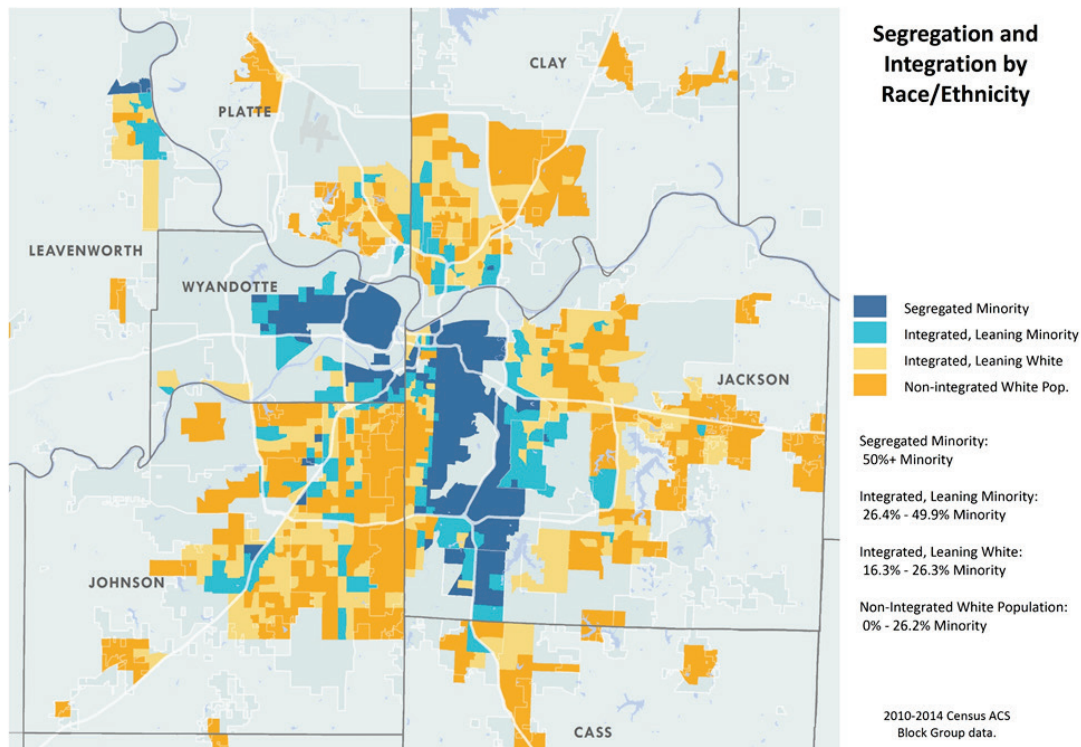 Segregation and
Integration by
Race/Ethnicity
CLAY
PLATTE
LEAVENWORTH
WYANDOTTE
JACKSON
JOHNSON
CASS
Segregated Minority
Integrated, Leaning Minority
Integrated, Leaning White
Non-integrated White Pop.
Segregated Minority:
50%+ Minority
Integrated, Leaning Minority:
26.4% - 49.9% Minority
Integrated, Leaning White:
16.3% - 26.3% Minority
Non-Integrated White Population:
0% - 26.2% Minority
2010-2014 Census ACS
Block Group data.